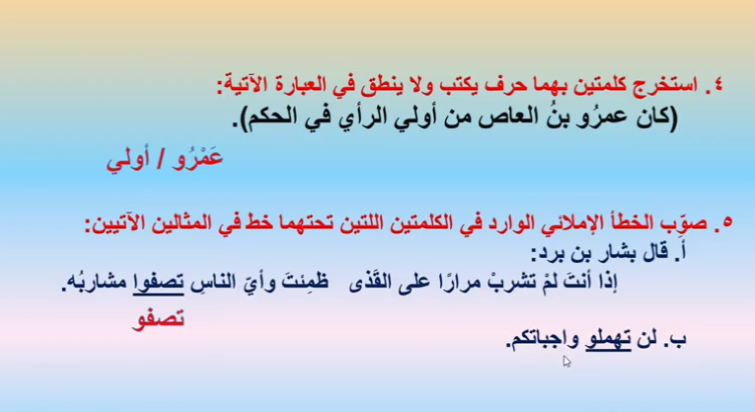 ٤. استخرج كلمتين بهما حرف يكتب ولا ينطق في العبارة الآتية:
(كان عمرُو بنُ العاص من أولي الرأي في الحكم).
عَمْرُو / أولي
٥. صوِّب الخطأ الإملائي الوارد في الكلمتين اللتين تحتهما خط في المثالين الآتيين:
أ. قال بشار بن برد:
إذا أنتَ لمْ تشربْ مرارًا على القَذى ظمِئتَ وأيّ الناسِ تصفوا مشاربُه.
تصفو
ب. لن تهملو واجباتكم.